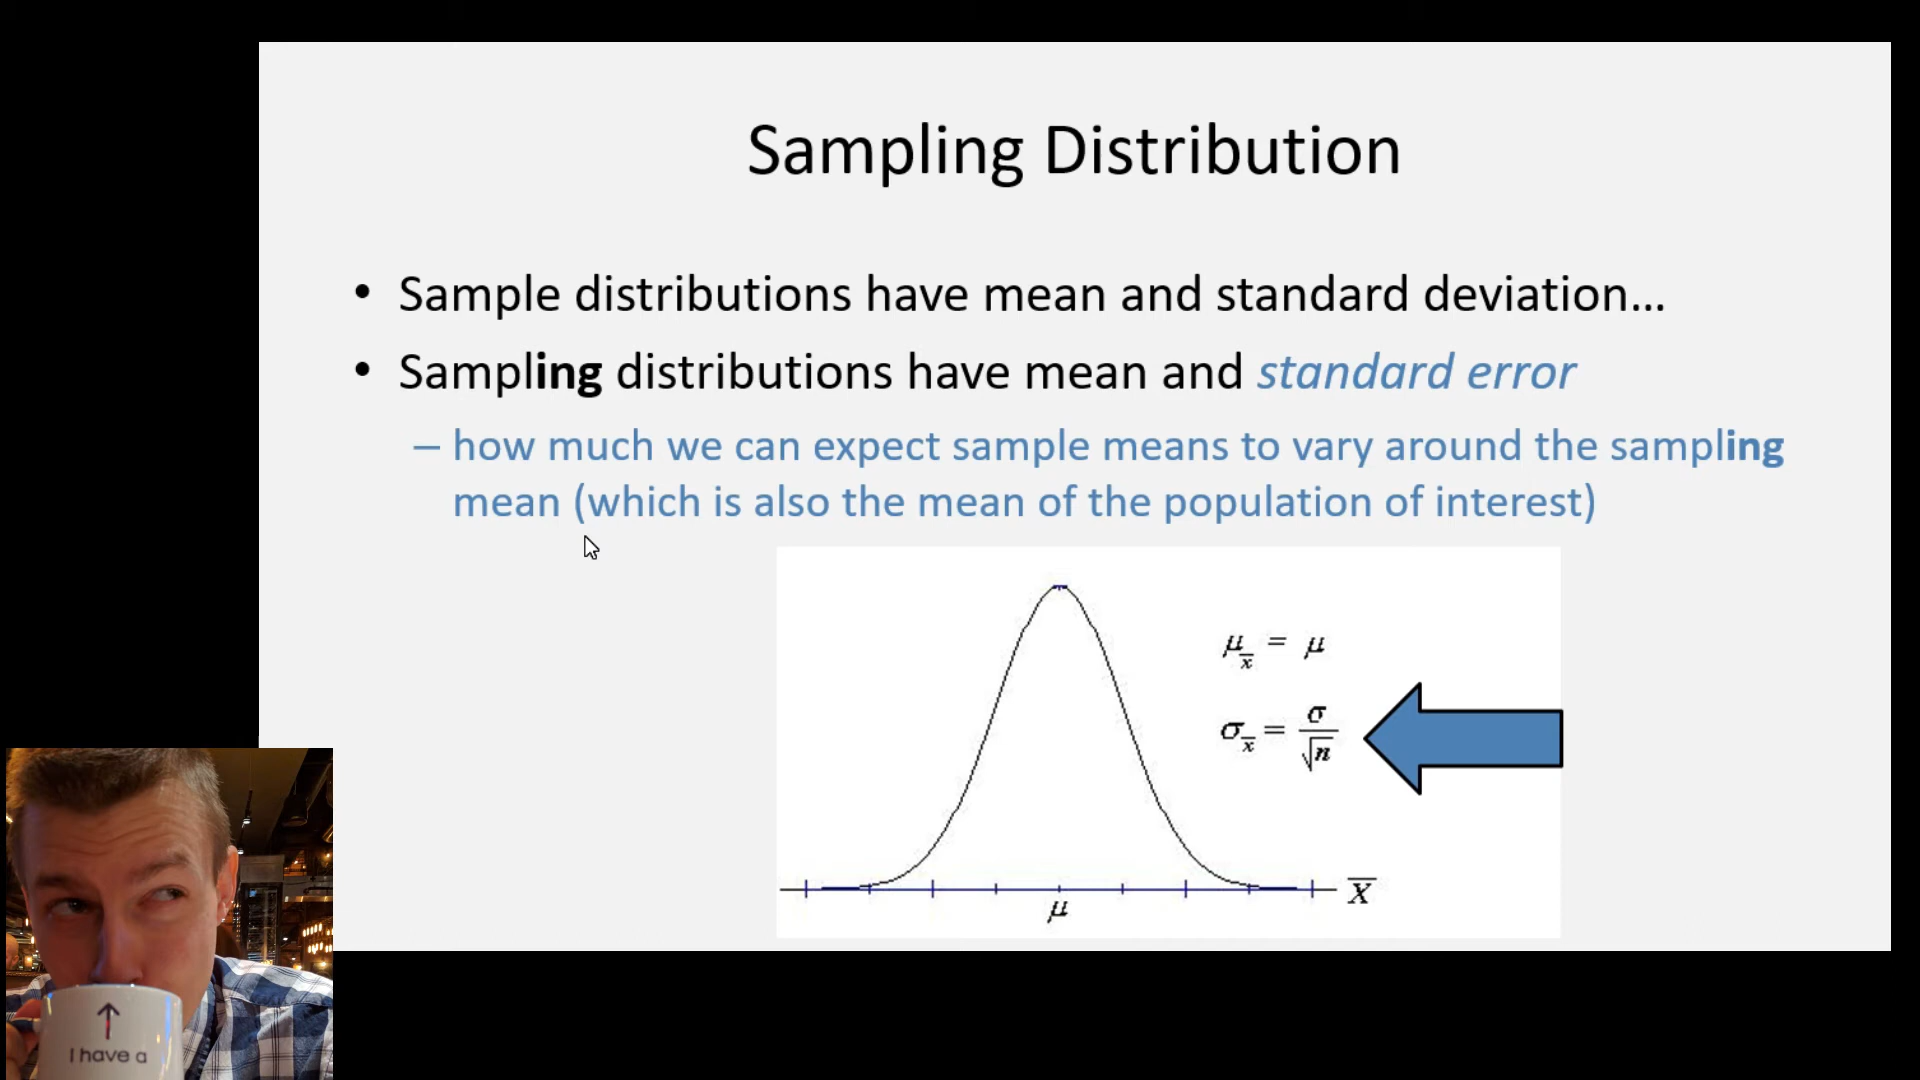 Sampling Distribution
• Sample distributions have mean and standard deviation…
• Sampling distributions have mean and standard error
– how much we can expect sample means to vary around the sampling
mean (which is also the mean of the population of interest)
μ_x̅ = μ
σ_x̅ = σ/√n
X̅
μ
↑
I have a